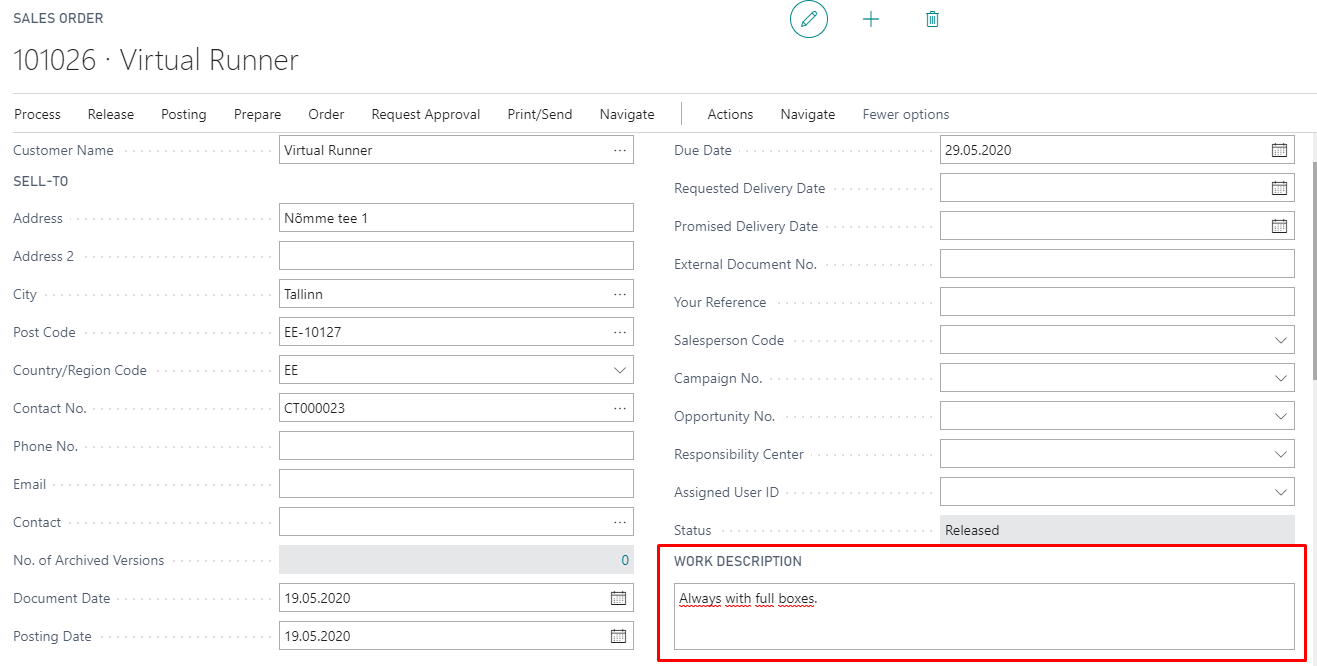 SALES ORDER
101026 · Virtual Runner
Process Release Posting Prepare Order Request Approval Print/Send Navigate Actions Navigate Fewer options
Customer Name Virtual Runner
SELL-TO
Address Nõmme tee 1
Address 2
City Tallinn
Post Code EE-10127
Country/Region Code EE
Contact No. CT000023
Phone No.
Email
Contact
No. of Archived Versions 0
Document Date 19.05.2020
Posting Date 19.05.2020
Due Date 29.05.2020
Requested Delivery Date
Promised Delivery Date
External Document No.
Your Reference
Salesperson Code
Campaign No.
Opportunity No.
Responsibility Center
Assigned User ID
Status Released
WORK DESCRIPTION
Always with full boxes.